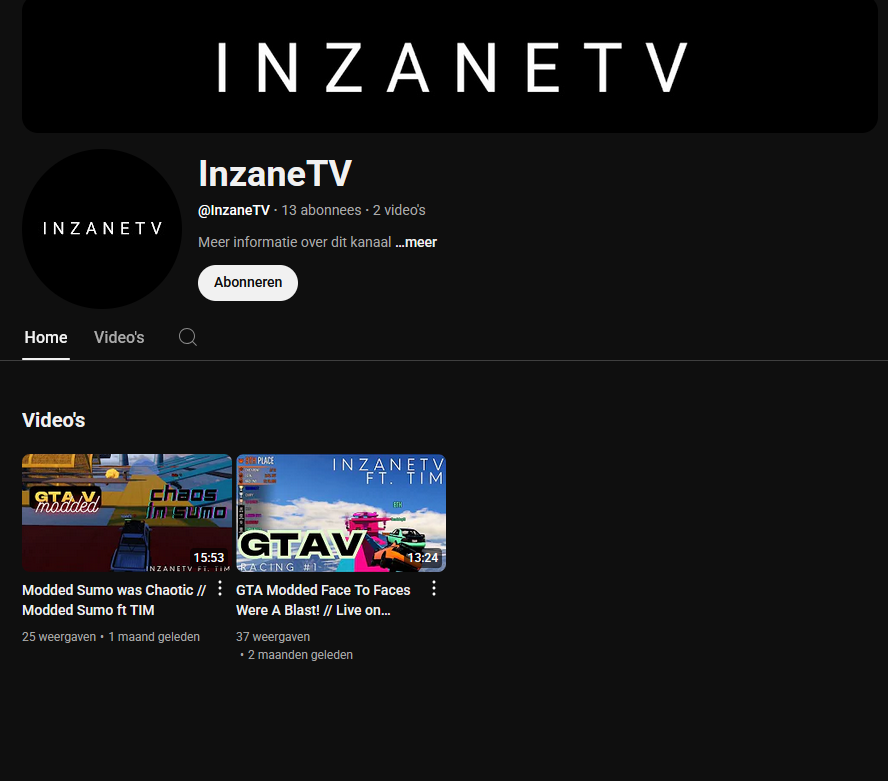 INZANETV
INZANETV
InzaneTV
@InzaneTV · 13 abonnees · 2 video's
Meer informatie over dit kanaal ...meer
Abonneren
Home
Video's
Video's
GTA V
modded
chaos
in sumo
INZANETV FT. TIM
15:53
Modded Sumo was Chaotic //
Modded Sumo ft TIM
25 weergaven • 1 maand geleden
PLACE
INZANETV
FT. TIM
GTAV
RACING #1
13:24
GTA Modded Face To Faces
Were A Blast! // Live on...
37 weergaven
• 2 maanden geleden